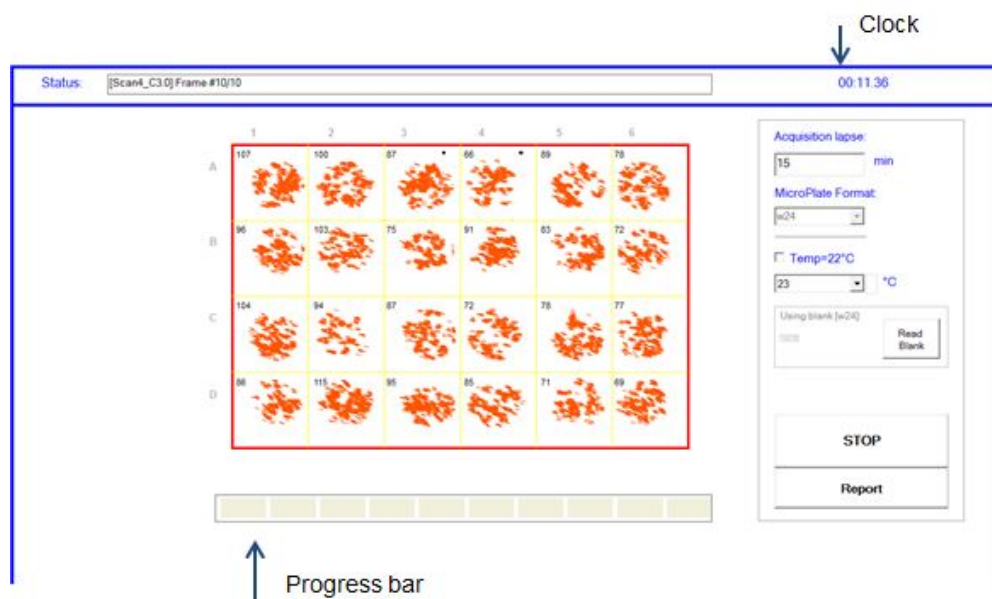 Clock
Status: [Scan4_C3.0] Frame #10/10 00:11.36
1 2 3 4 5 6
Acquisition lapse:
A 107 100 87 66 89 78
15 min
MicroPlate Format:
w24
B 96 103 75 91 83 72
Temp=22°C
23 °C
C 104 94 87 72 78 77
Using blank [w24]:
Read
Blank
D 86 115 95 85 71 69
STOP
Report
Progress bar